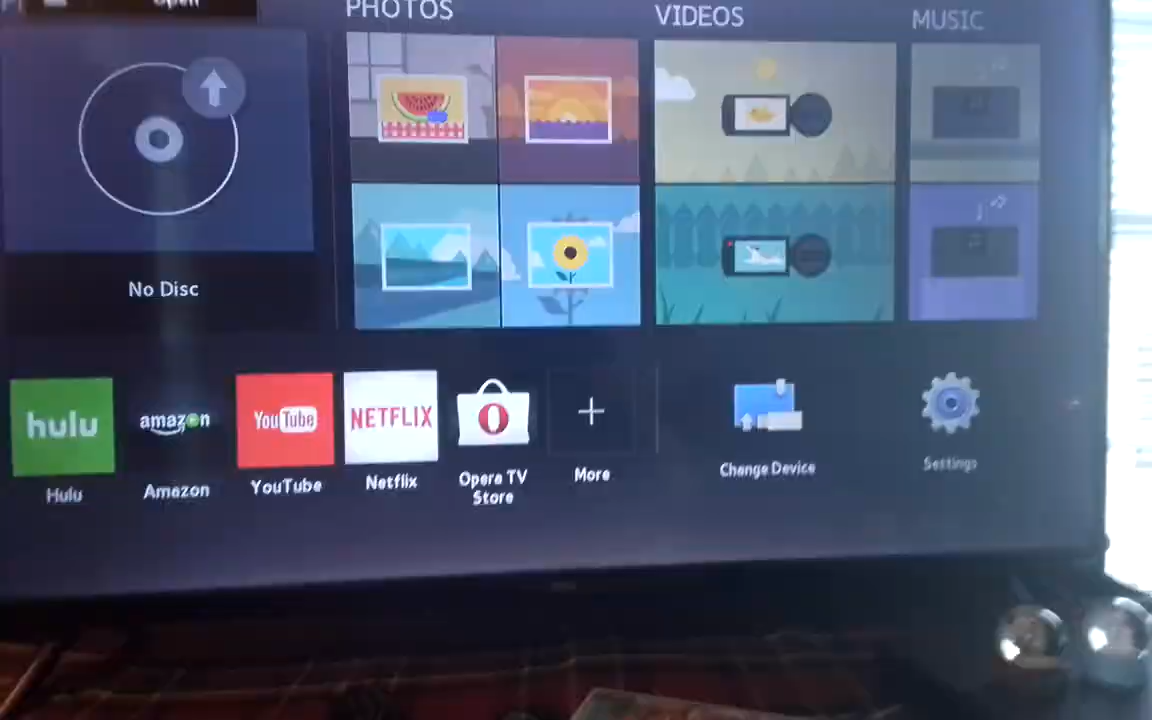 Open
PHOTOS
VIDEOS
MUSIC
No Disc
hulu
amazon
YouTube
NETFLIX
Hulu
Amazon
YouTube
Netflix
Opera TV
Store
More
Change Device
Settings